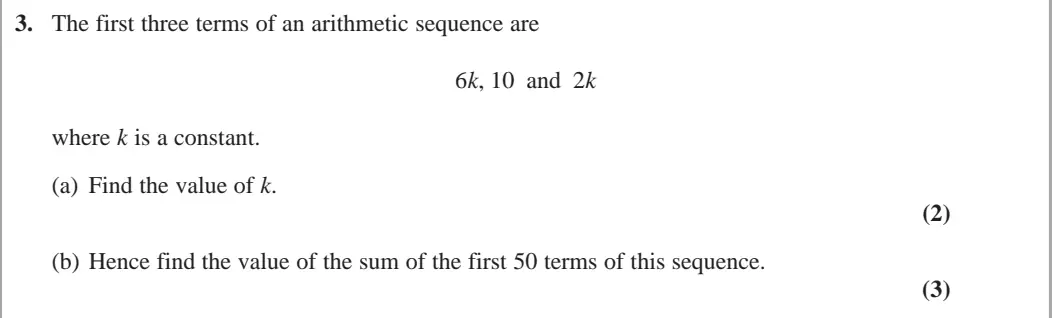 3. The first three terms of an arithmetic sequence are
6k, 10 and 2k
where k is a constant.
(a) Find the value of k.
(2)
(b) Hence find the value of the sum of the first 50 terms of this sequence.
(3)